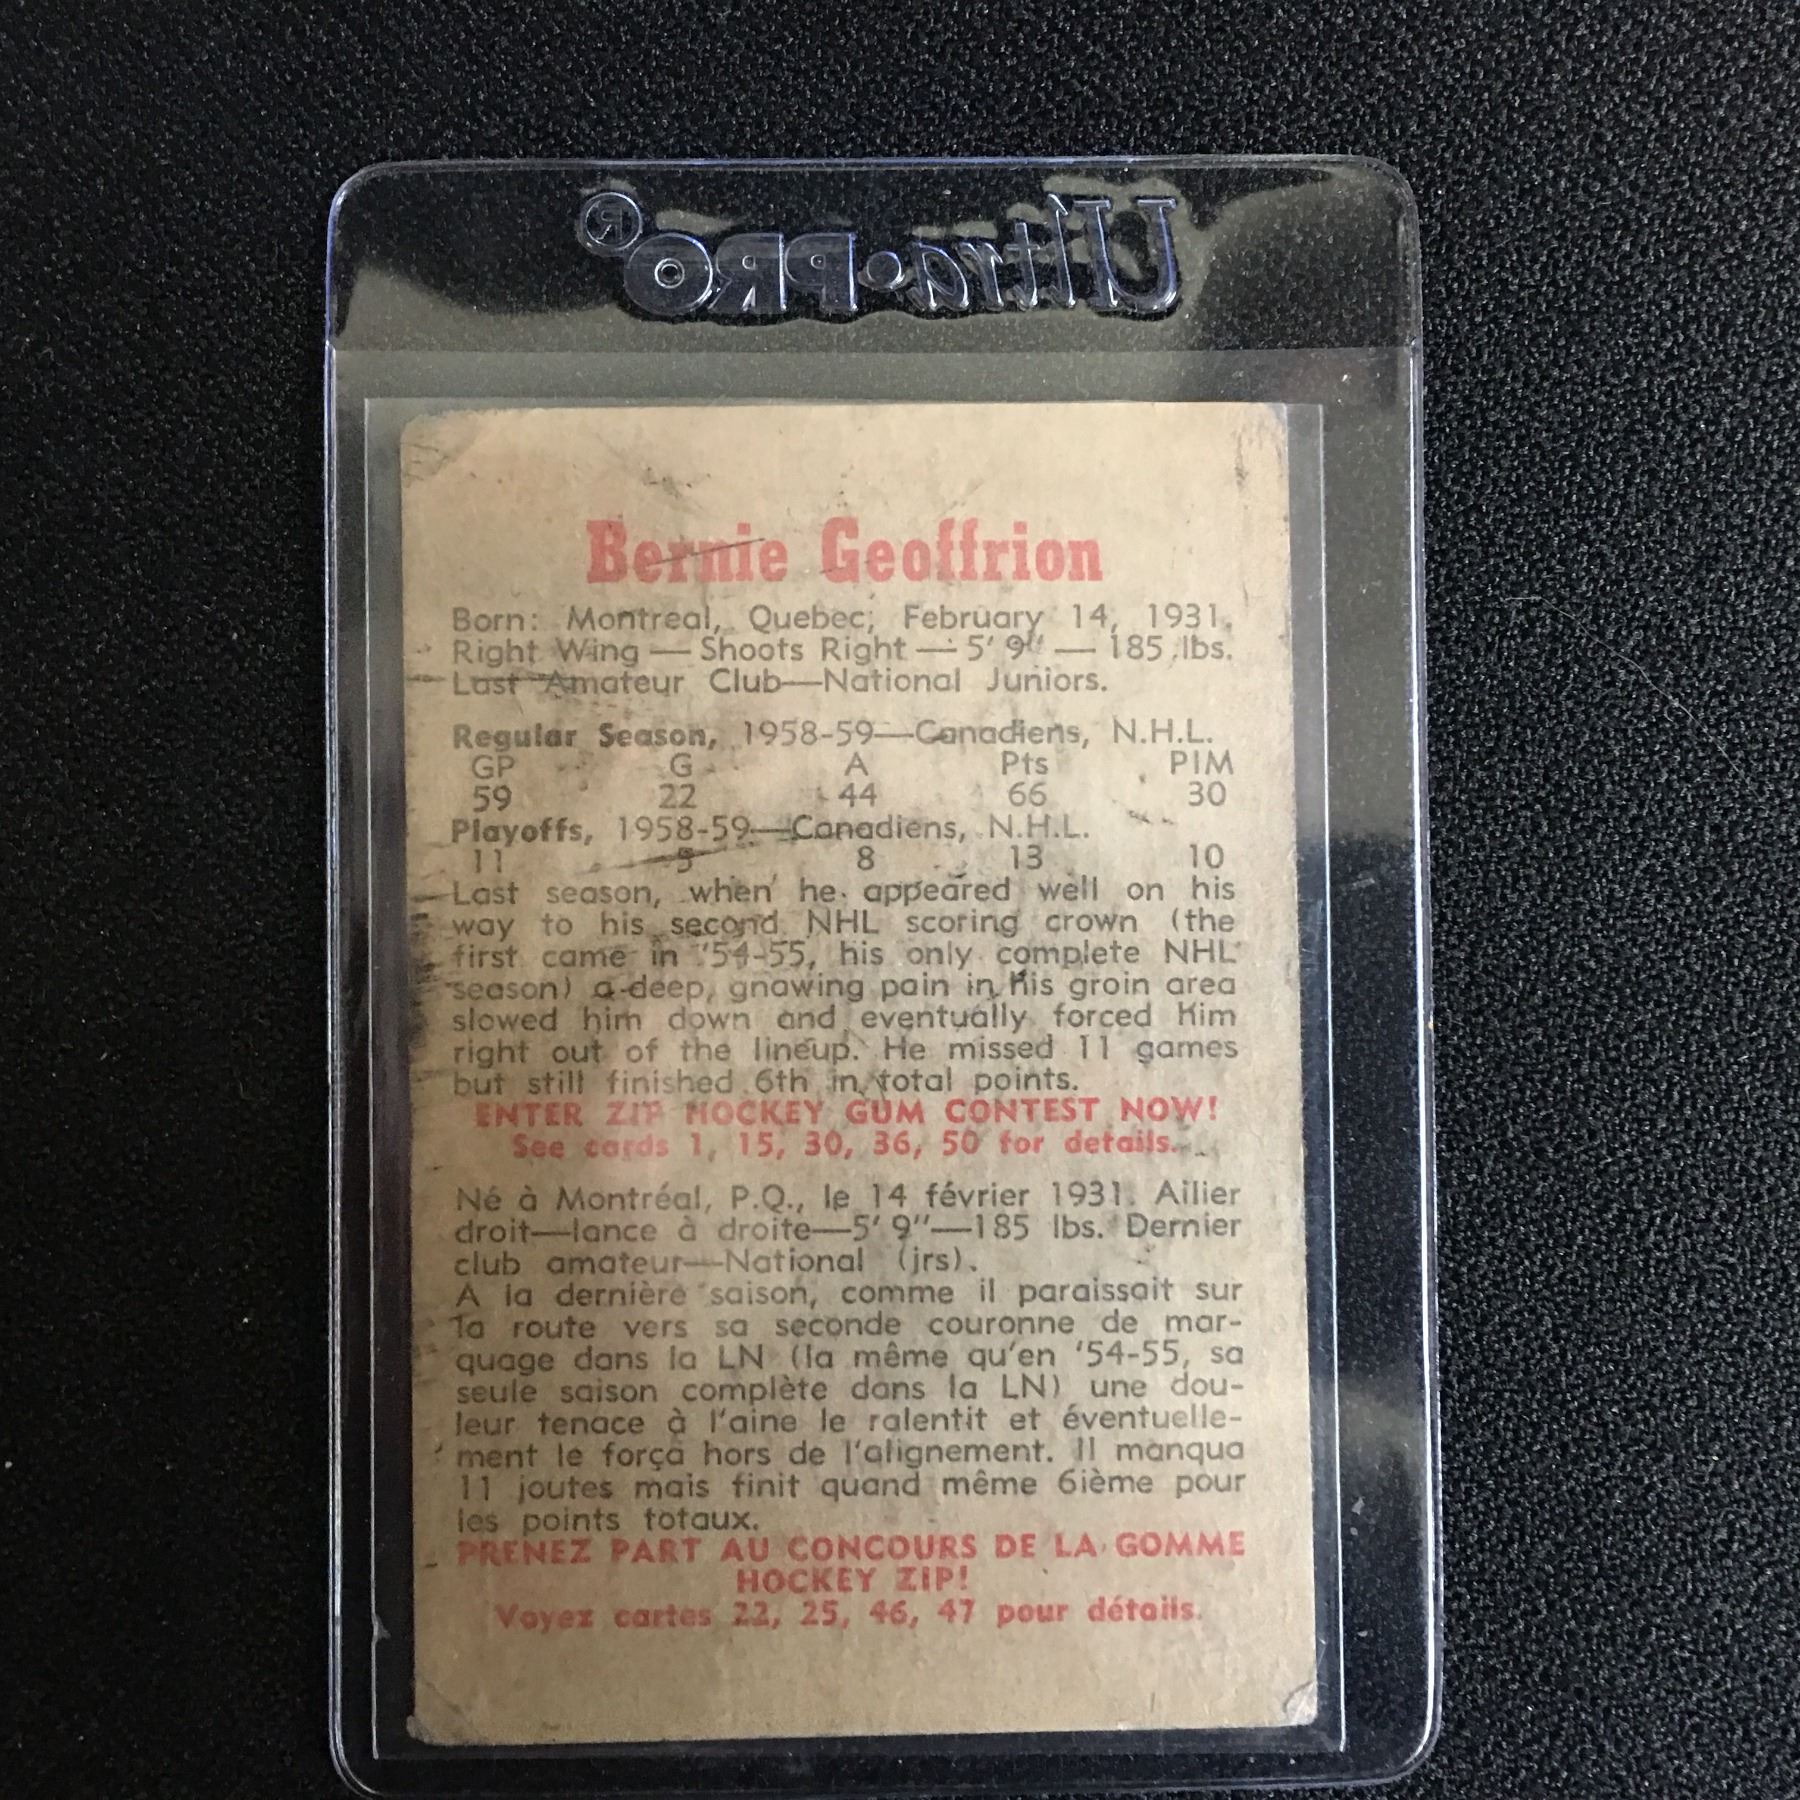 Ultra•PRO®
Bernie Geoffrion
Born: Montreal, Quebec; February 14, 1931.
Right Wing — Shoots Right — 5' 9" — 185 lbs.
Last Amateur Club—National Juniors.
Regular Season, 1958-59—Canadiens, N.H.L.
GP G A Pts PIM
59 22 44 66 30
Playoffs, 1958-59—Canadiens, N.H.L.
11 5 8 13 10
Last season, when he appeared well on his
way to his second NHL scoring crown (the
first came in '54-55, his only complete NHL
season) a deep, gnawing pain in his groin area
slowed him down and eventually forced him
right out of the lineup. He missed 11 games
but still finished 6th in total points.
ENTER ZIP HOCKEY GUM CONTEST NOW!
See cards 1, 15, 30, 36, 50 for details.
Né à Montréal, P.Q., le 14 février 1931. Ailier
droit—lance à droite—5' 9"—185 lbs. Dernier
club amateur—National (jrs).
A la dernière saison, comme il paraissait sur
la route vers sa seconde couronne de mar-
quage dans la LN (la même qu'en '54-55, sa
seule saison complète dans la LN) une dou-
leur tenace à l'aine le ralentit et éventuelle-
ment le força hors de l'alignement. Il manqua
11 joutes mais finit quand même 6ième pour
les points totaux.
PRENEZ PART AU CONCOURS DE LA GOMME
HOCKEY ZIP!
Voyez cartes 22, 25, 46, 47 pour détails.